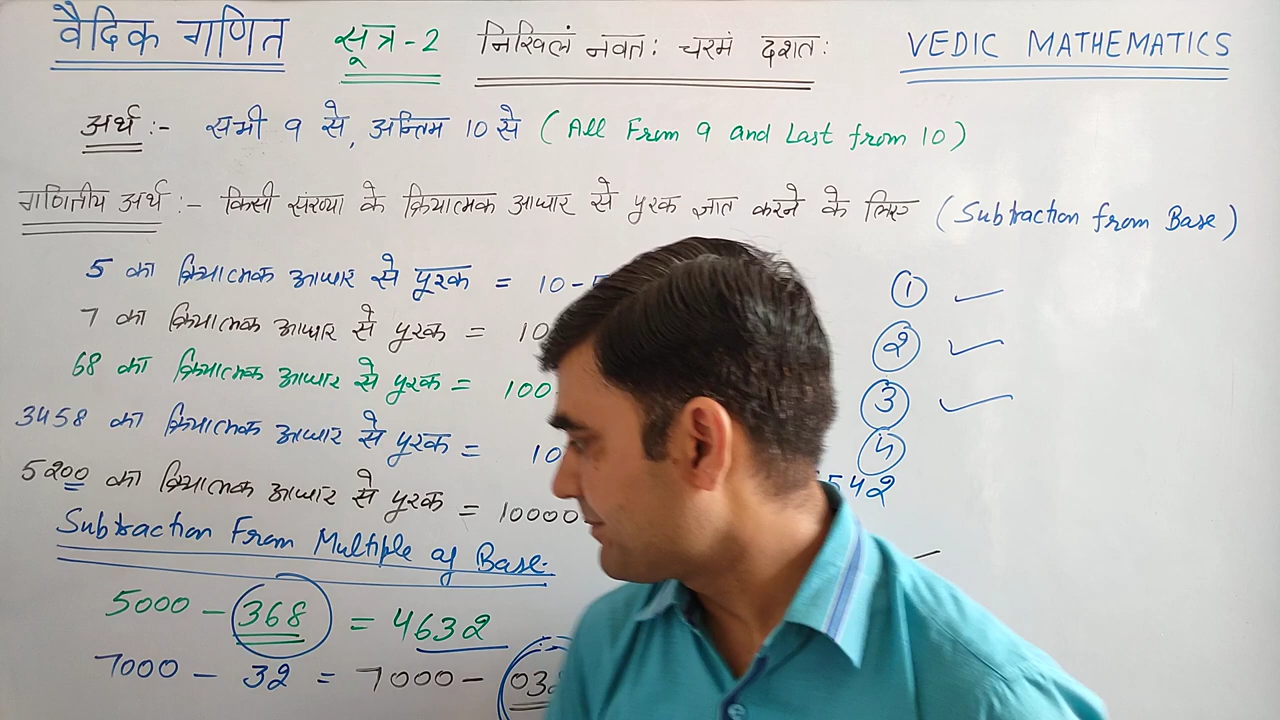 वैदिक गणित सूत्र-2 निखिलं नवतः चरमं दशतः VEDIC MATHEMATICS
अर्थ :- सभी 9 से, अन्तिम 10 से (All From 9 and Last from 10)
गणितीय अर्थ :- किसी संख्या के क्रियात्मक आधार से पूरक ज्ञात करने के लिए (Subtraction from Base)
5 का क्रियात्मक आधार से पूरक = 10-5 ①
7 का क्रियात्मक आधार से पूरक = 10 ②
68 का क्रियात्मक आधार से पूरक = 100 ③
3458 का क्रियात्मक आधार से पूरक = 10 542
5200 का क्रियात्मक आधार से पूरक = 10000
Subtraction From Multiple of Base.
5000 - 368 = 4632
7000 - 32 = 7000 - 032